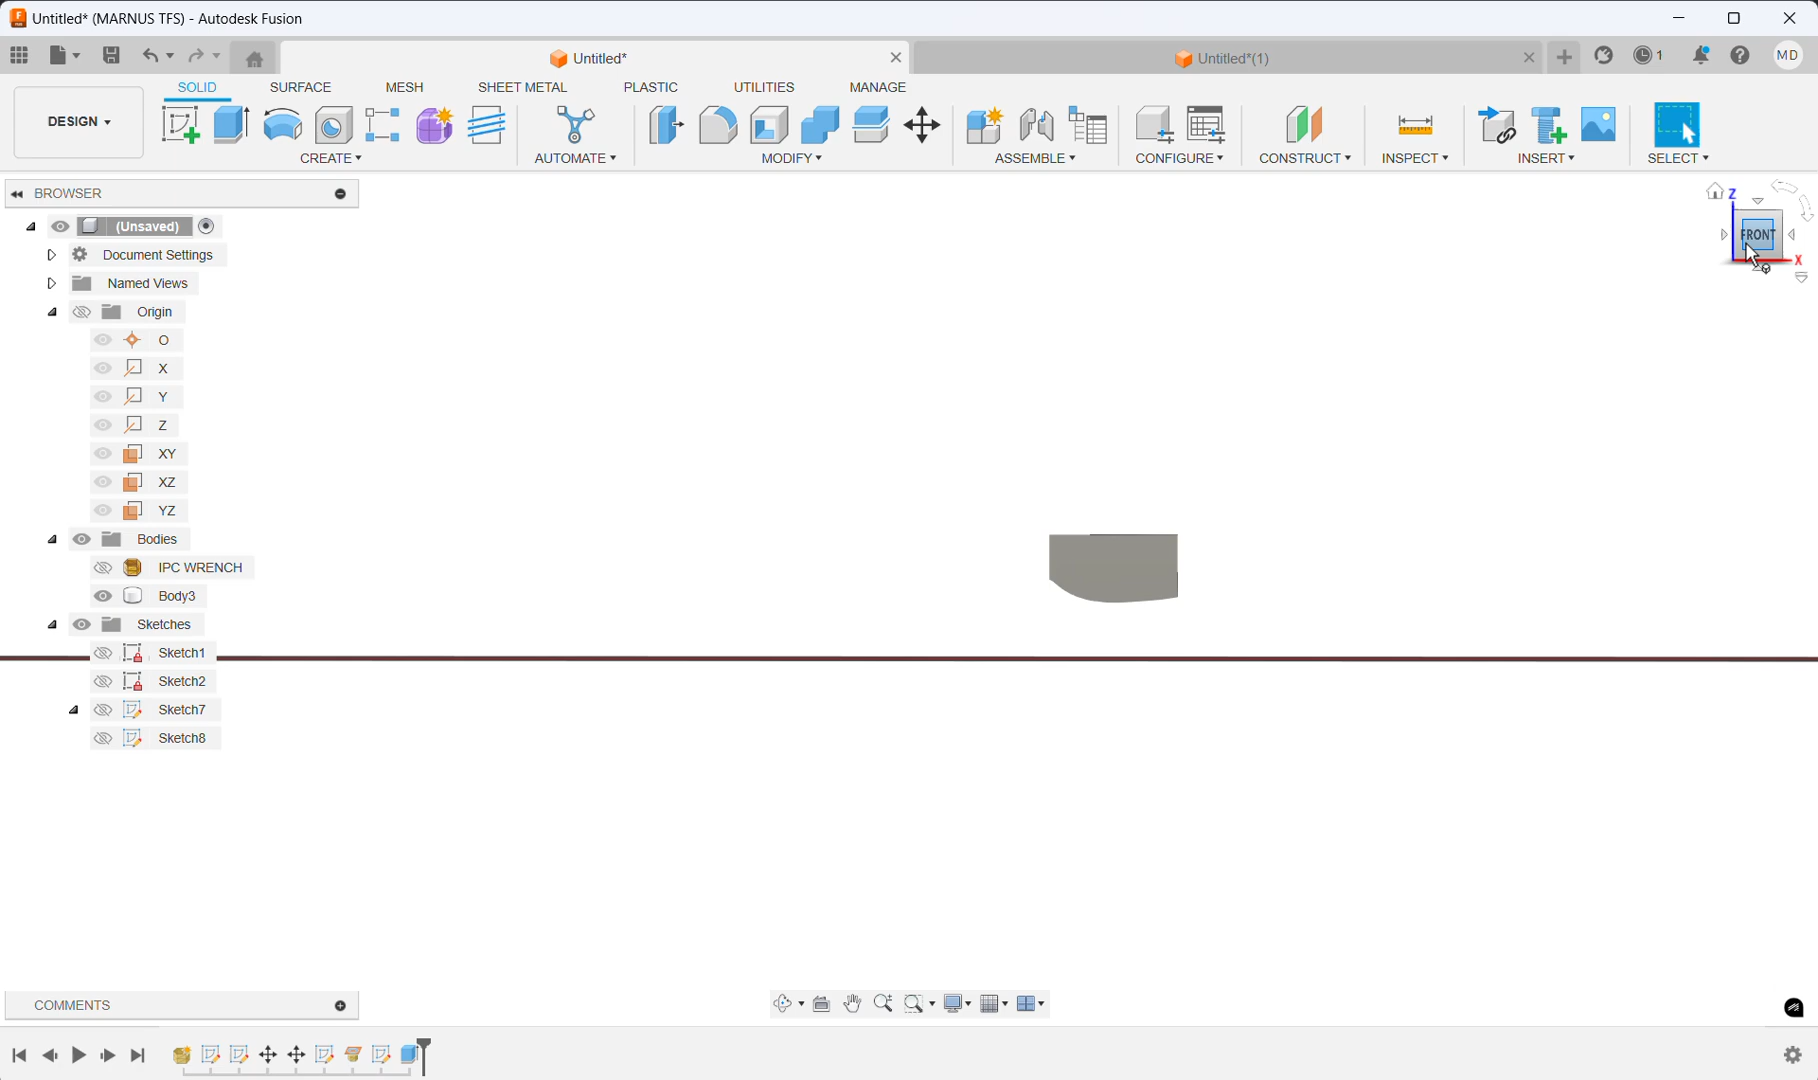 Untitled* (MARNUS TFS) - Autodesk Fusion
Untitled*
Untitled*(1)
1
MD
DESIGN
SOLID SURFACE MESH SHEET METAL PLASTIC UTILITIES MANAGE
CREATE AUTOMATE MODIFY ASSEMBLE CONFIGURE CONSTRUCT INSPECT INSERT SELECT
BROWSER
(Unsaved)
Document Settings
Named Views
Origin
O
X
Y
Z
XY
XZ
YZ
Bodies
IPC WRENCH
Body3
Sketches
Sketch1
Sketch2
Sketch7
Sketch8
Z
FRONT
X
COMMENTS